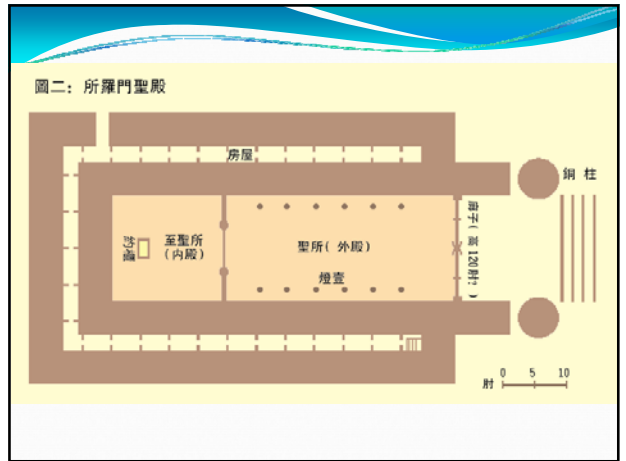 圖二：所羅門聖殿
房屋
銅柱
約櫃
至聖所
(內殿)
聖所(外殿)
燈臺
廊子(高120肘?)
肘
0 5 10